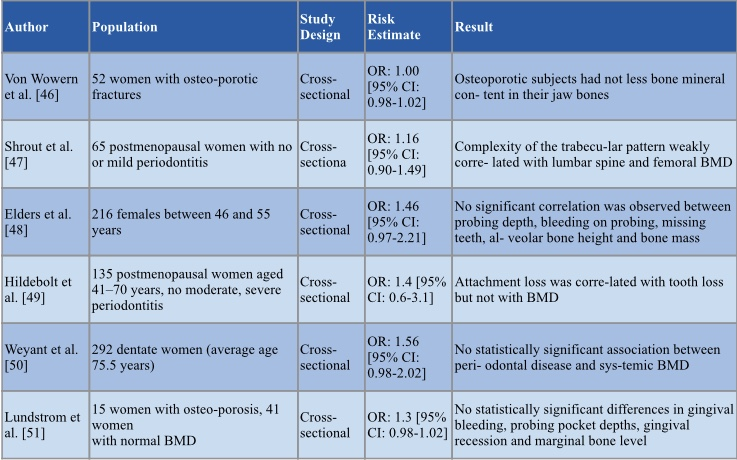 Author
Population
Study
Design
Risk
Estimate
Result
Von Wowern
et al. [46]
52 women with osteo-porotic
fractures
Cross-
sectional
OR: 1.00
[95% CI:
0.98-1.02]
Osteoporotic subjects had not less bone mineral
con- tent in their jaw bones
Shrout et al.
[47]
65 postmenopausal women with no
or mild periodontitis
Cross-
sectiona
OR: 1.16
[95% CI:
0.90-1.49]
Complexity of the trabecu-lar pattern weakly
corre- lated with lumbar spine and femoral BMD
Elders et al.
[48]
216 females between 46 and 55
years
Cross-
sectional
OR: 1.46
[95% CI:
0.97-2.21]
No significant correlation was observed between
probing depth, bleeding on probing, missing
teeth, al- veolar bone height and bone mass
Hildebolt et
al. [49]
135 postmenopausal women aged
41–70 years, no moderate, severe
periodontitis
Cross-
sectional
OR: 1.4 [95%
CI: 0.6-3.1]
Attachment loss was corre-lated with tooth loss
but not with BMD
Weyant et al.
[50]
292 dentate women (average age
75.5 years)
Cross-
sectional
OR: 1.56
[95% CI:
0.98-2.02]
No statistically significant association between
peri- odontal disease and sys-temic BMD
Lundstrom et
al. [51]
15 women with osteo-porosis, 41
women
with normal BMD
Cross-
sectional
OR: 1.3 [95%
CI: 0.98-1.02]
No statistically significant differences in gingival
bleeding, probing pocket depths, gingival
recession and marginal bone level